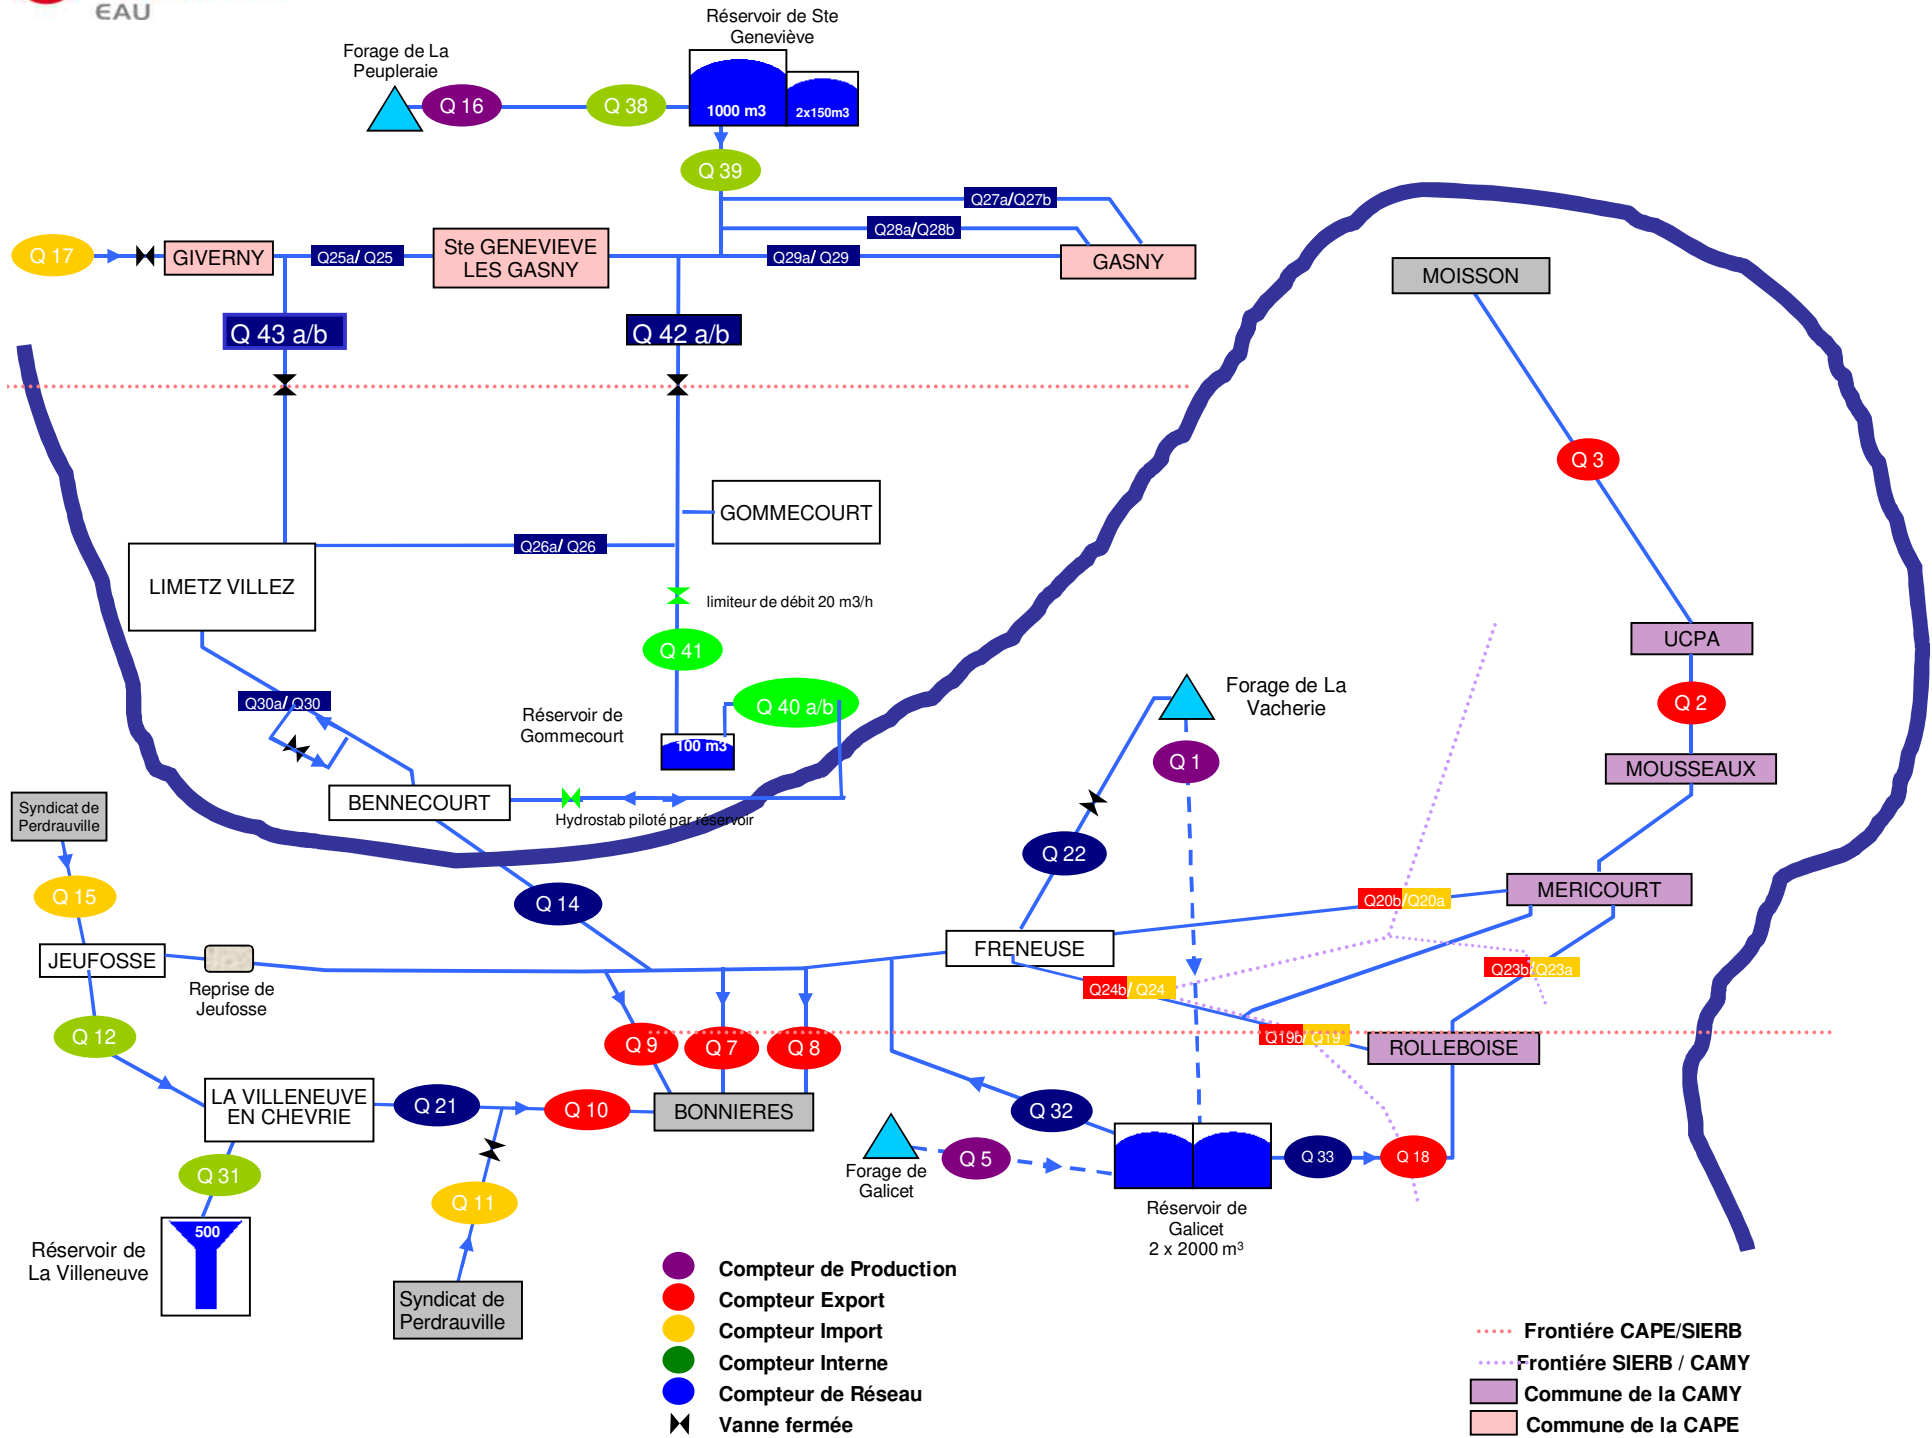 EAU
Réservoir de Ste
Geneviève
Forage de La
Peupleraie
Q 16
Q 38
1000 m3
2x150m3
Q 39
Q27a/Q27b
Q28a/Q28b
Q 17
GIVERNY
Q25a/ Q25
Ste GENEVIEVE
LES GASNY
Q29a/ Q29
GASNY
MOISSON
Q 43 a/b
Q 42 a/b
Q 3
GOMMECOURT
Q26a/ Q26
LIMETZ VILLEZ
limiteur de débit 20 m3/h
UCPA
Q 41
Q30a/ Q30
Réservoir de
Gommecourt
Q 40 a/b
100 m3
Forage de La
Vacherie
Q 2
Q 1
MOUSSEAUX
BENNECOURT
Hydrostab piloté par réservoir
Syndicat de
Perdrauville
Q 22
Q 15
Q 14
Q20b/Q20a
MERICOURT
JEUFOSSE
Reprise de
Jeufosse
FRENEUSE
Q24b/ Q24
Q23b/Q23a
Q 12
Q 9
Q 7
Q 8
Q19b/ Q19
ROLLEBOISE
LA VILLENEUVE
EN CHEVRIE
Q 21
Q 10
BONNIERES
Q 32
Q 31
Q 11
Forage de
Galicet
Q 5
Q 33
Q 18
Réservoir de
Galicet
2 x 2000 m³
500
Réservoir de
La Villeneuve
Syndicat de
Perdrauville
Compteur de Production
Compteur Export
Compteur Import
Compteur Interne
Compteur de Réseau
Vanne fermée
Frontiére CAPE/SIERB
Frontiére SIERB / CAMY
Commune de la CAMY
Commune de la CAPE